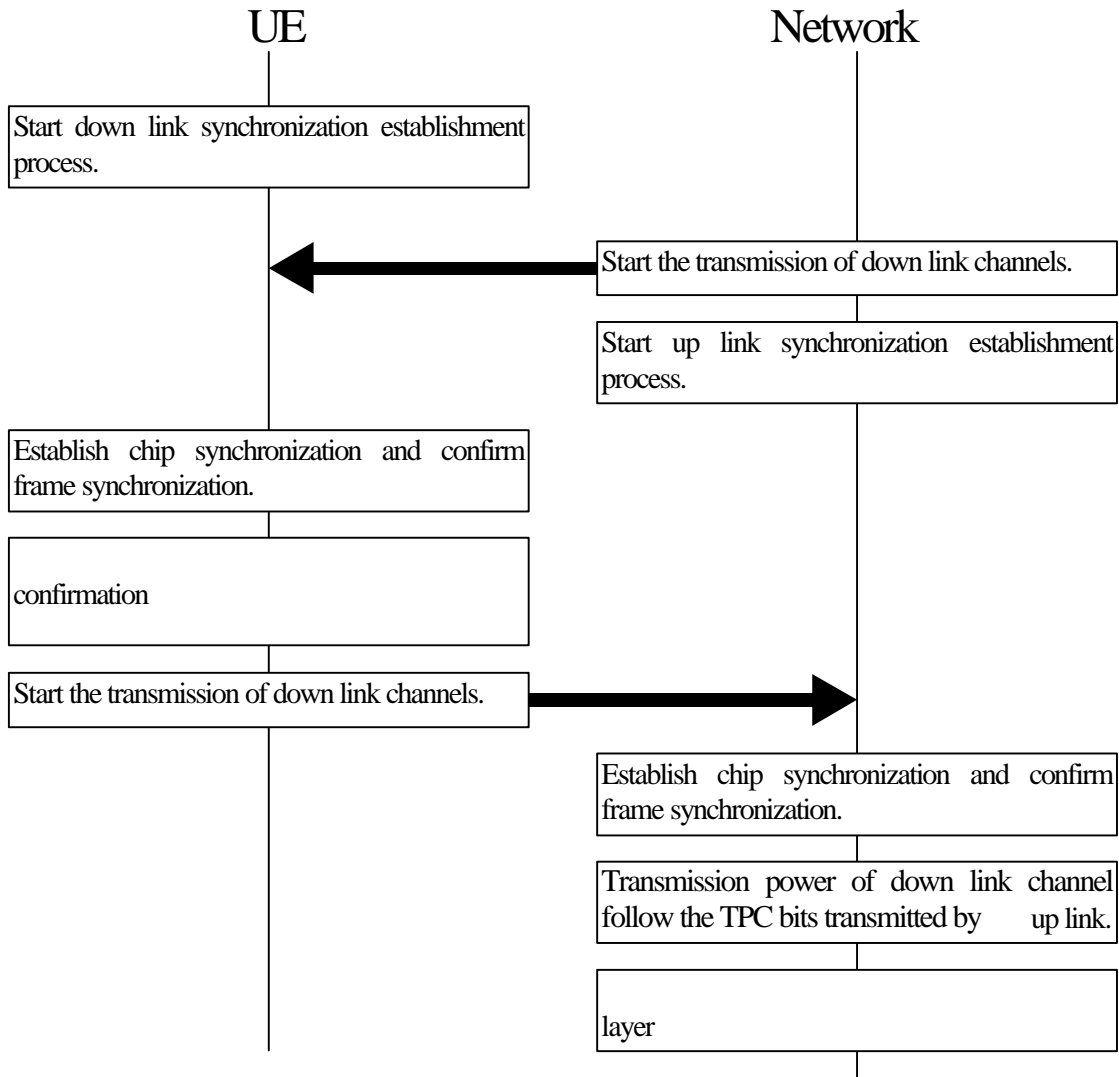 UE
Network
Start down link synchronization establishment
process.
Start the transmission of down link channels.
Start up link synchronization establishment
process.
Establish chip synchronization and confirm
frame synchronization.
confirmation
Start the transmission of down link channels.
Establish chip synchronization and confirm
frame synchronization.
Transmission power of down link channel
follow the TPC bits transmitted by up link.
layer